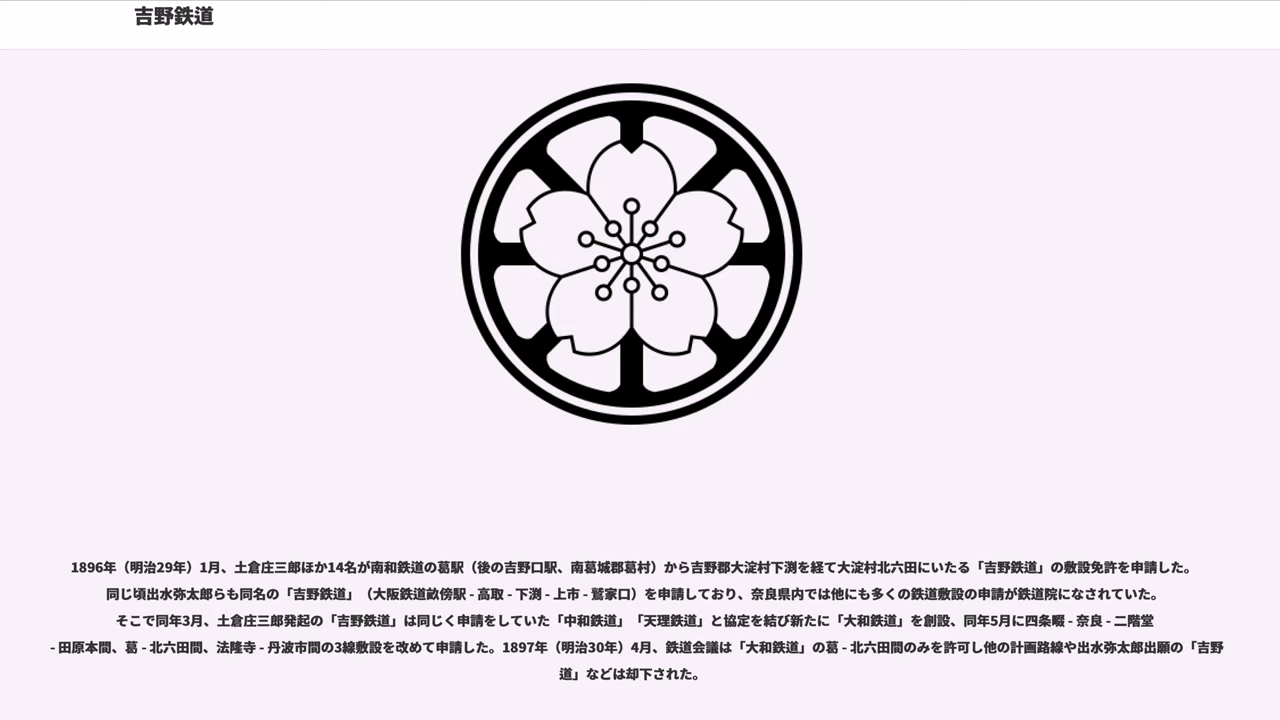 吉野鉄道
1896年（明治29年）1月、土倉庄三郎ほか14名が南和鉄道の葛駅（後の吉野口駅、南葛城郡葛村）から吉野郡大淀村下渕を経て大淀村北六田にいたる「吉野鉄道」の敷設免許を申請した。
同じ頃出水弥太郎らも同名の「吉野鉄道」（大阪鉄道畝傍駅 - 高取 - 下渕 - 上市 - 鷲家口）を申請しており、奈良県内では他にも多くの鉄道敷設の申請が鉄道院になされていた。
そこで同年3月、土倉庄三郎発起の「吉野鉄道」は同じく申請をしていた「中和鉄道」「天理鉄道」と協定を結び新たに「大和鉄道」を創設、同年5月に四条畷 - 奈良 - 二階堂
- 田原本間、葛 - 北六田間、法隆寺 - 丹波市間の3線敷設を改めて申請した。1897年（明治30年）4月、鉄道会議は「大和鉄道」の葛 - 北六田間のみを許可し他の計画路線や出水弥太郎出願の「吉野
道」などは却下された。